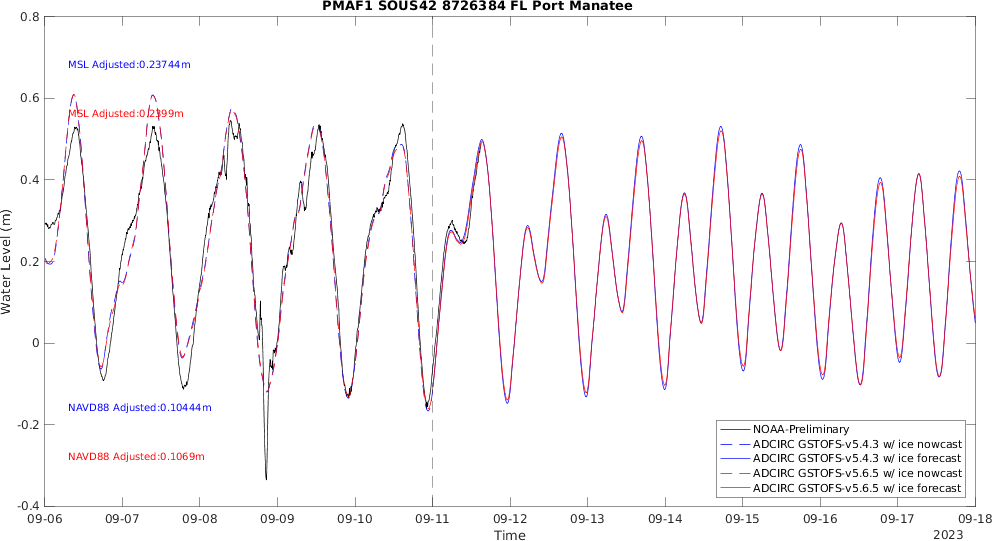 PMAF1 SOUS42 8726384 FL Port Manatee
0.8
0.6
0.4
0.2
0
-0.2
-0.4
Water Level (m)
MSL Adjusted:0.23744m
MSL Adjusted:0.2399m
NAVD88 Adjusted:0.10444m
NAVD88 Adjusted:0.1069m
NOAA-Preliminary
ADCIRC GSTOFS-v5.4.3 w/ ice nowcast
ADCIRC GSTOFS-v5.4.3 w/ ice forecast
ADCIRC GSTOFS-v5.6.5 w/ ice nowcast
ADCIRC GSTOFS-v5.6.5 w/ ice forecast
09-06 09-07 09-08 09-09 09-10 09-11 09-12 09-13 09-14 09-15 09-16 09-17 09-18
Time
2023